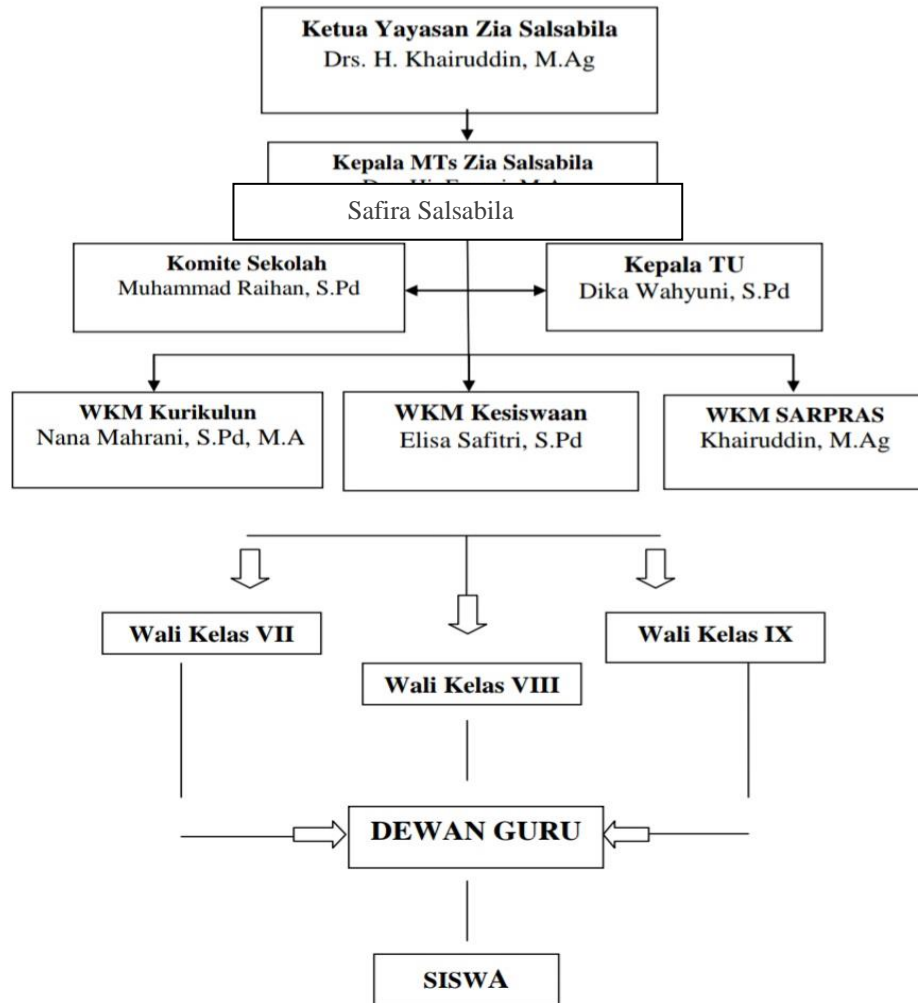 Ketua Yayasan Zia Salsabila
Drs. H. Khairuddin, M.Ag
Kepala MTs Zia Salsabila
Safira Salsabila
Komite Sekolah
Muhammad Raihan, S.Pd
Kepala TU
Dika Wahyuni, S.Pd
WKM Kurikulun
Nana Mahrani, S.Pd, M.A
WKM Kesiswaan
Elisa Safitri, S.Pd
WKM SARPRAS
Khairuddin, M.Ag
Wali Kelas VII
Wali Kelas IX
Wali Kelas VIII
DEWAN GURU
SISWA